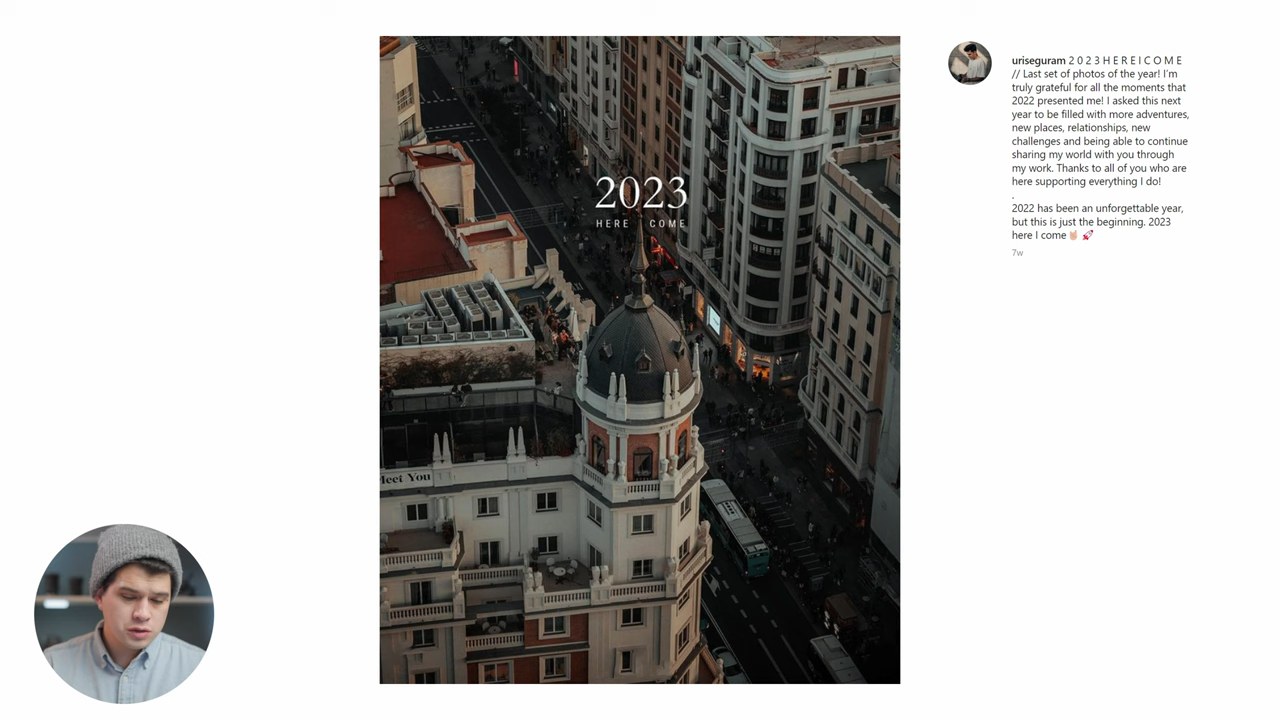 2023
HERE COME
Meet You
uriseguram 2 0 2 3 H E R E I C O M E
// Last set of photos of the year! I'm
truly grateful for all the moments that
2022 presented me! I asked this next
year to be filled with more adventures,
new places, relationships, new
challenges and being able to continue
sharing my world with you through
my work. Thanks to all of you who are
here supporting everything I do!
.
2022 has been an unforgettable year,
but this is just the beginning. 2023
here I come 🤘🏼 🚀
7w